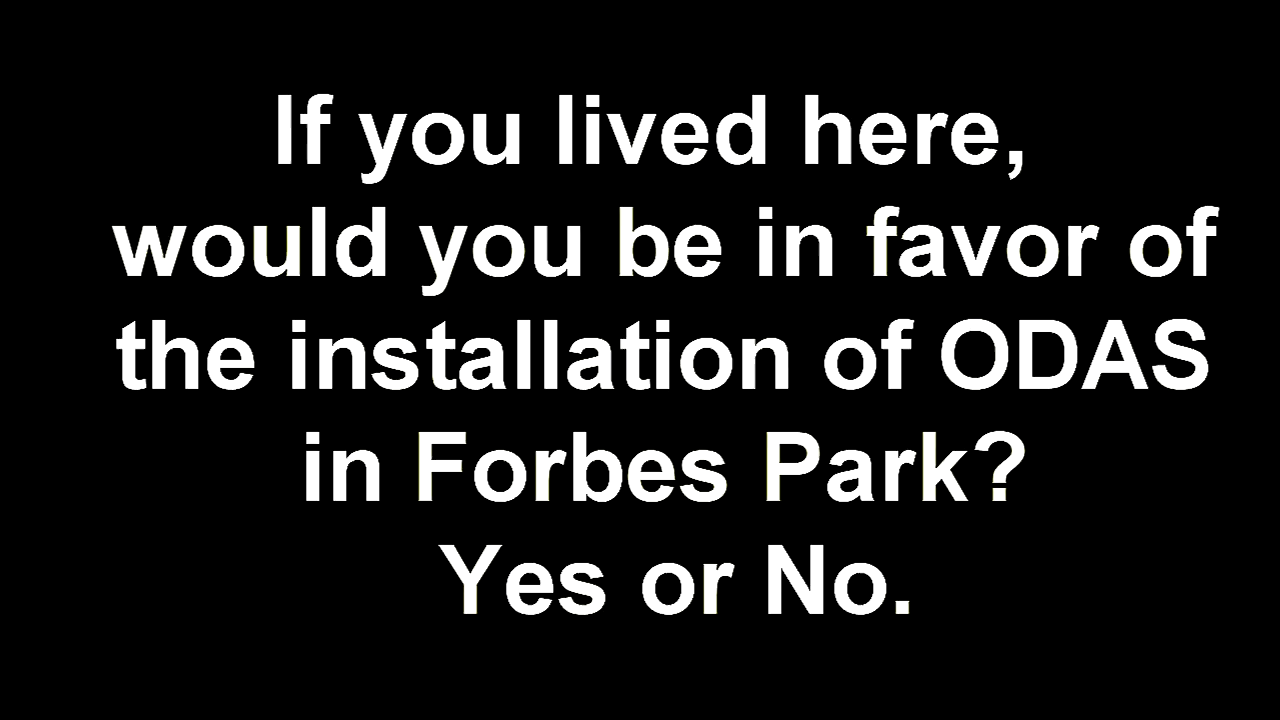 If you lived here,
would you be in favor of
the installation of ODAS
in Forbes Park?
Yes or No.